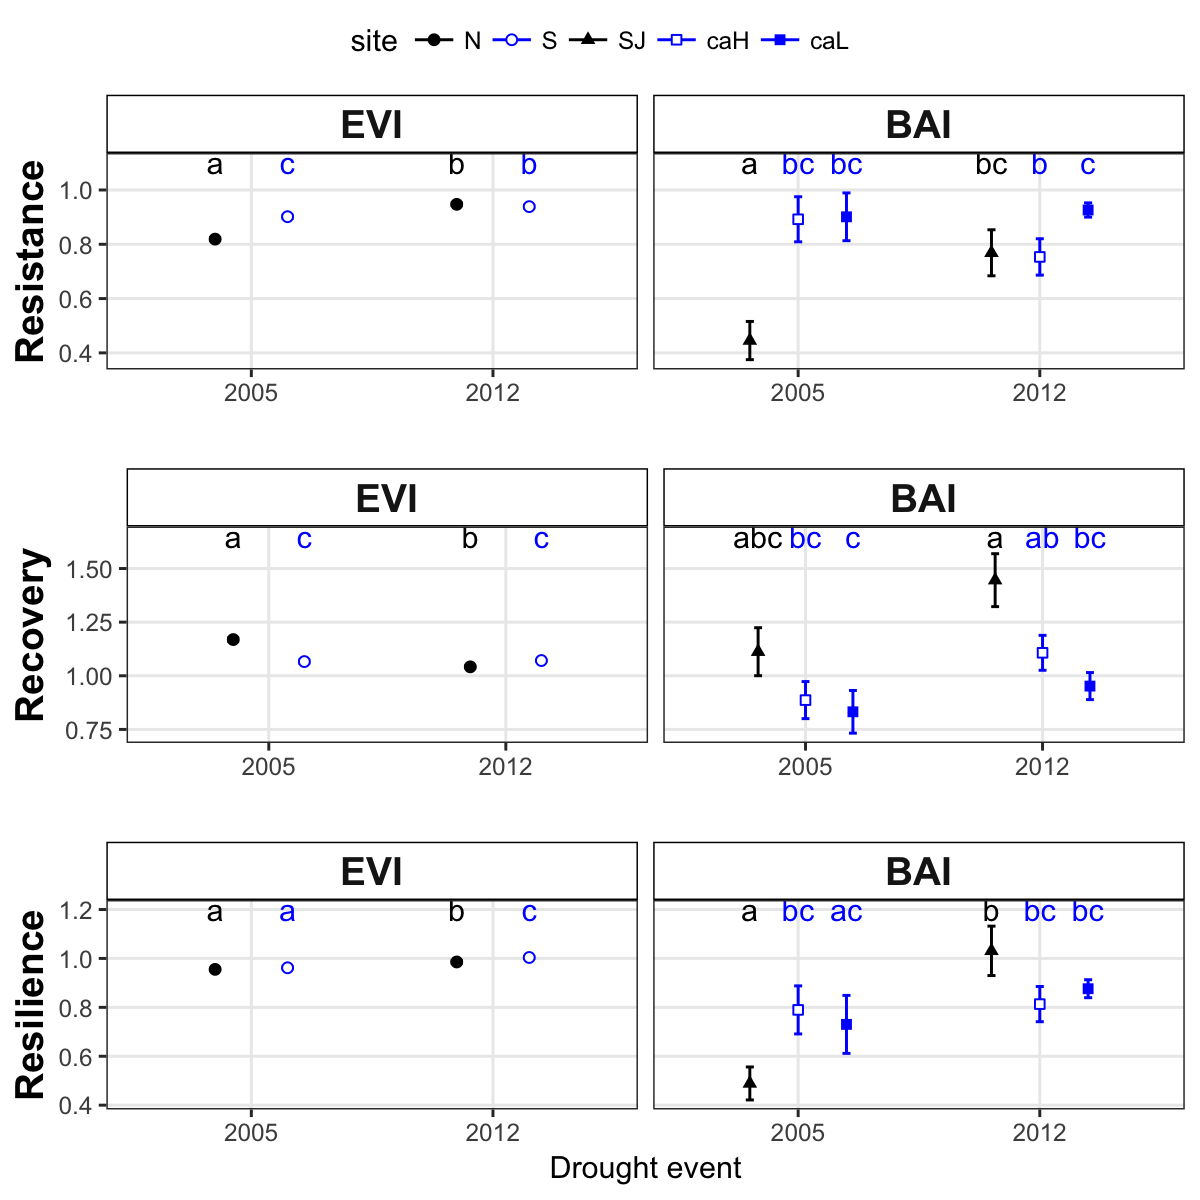 site N S SJ caH caL
EVI BAI
a c b b a bc bc bc b c
Resistance
1.0
0.8
0.6
0.4
2005 2012 2005 2012
EVI BAI
a c b c abc bc c a ab bc
Recovery
1.50
1.25
1.00
0.75
2005 2012 2005 2012
EVI BAI
a a b c a bc ac b bc bc
Resilience
1.2
1.0
0.8
0.6
0.4
2005 2012 2005 2012
Drought event